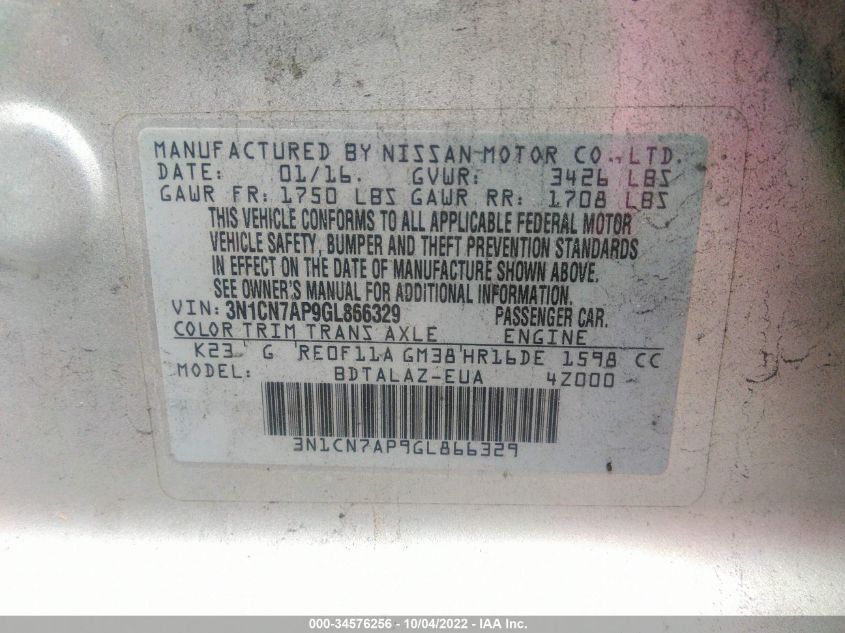 MANUFACTURED BY NISSAN MOTOR CO., LTD.
DATE: 01/16. GVWR: 3426 LBS
GAWR FR: 1750 LBS GAWR RR: 1708 LBS
THIS VEHICLE CONFORMS TO ALL APPLICABLE FEDERAL MOTOR
VEHICLE SAFETY, BUMPER AND THEFT PREVENTION STANDARDS
IN EFFECT ON THE DATE OF MANUFACTURE SHOWN ABOVE.
SEE OWNER'S MANUAL FOR ADDITIONAL INFORMATION.
VIN: 3N1CN7AP9GL866329 PASSENGER CAR.
COLOR TRIM TRANS AXLE ENGINE
K23 G RE0F11A GM38 HR16DE 1598 CC
MODEL: BDTALAZ-EUA 4Z000
3N1CN7AP9GL866329
000-34576256 - 10/04/2022 - IAA Inc.